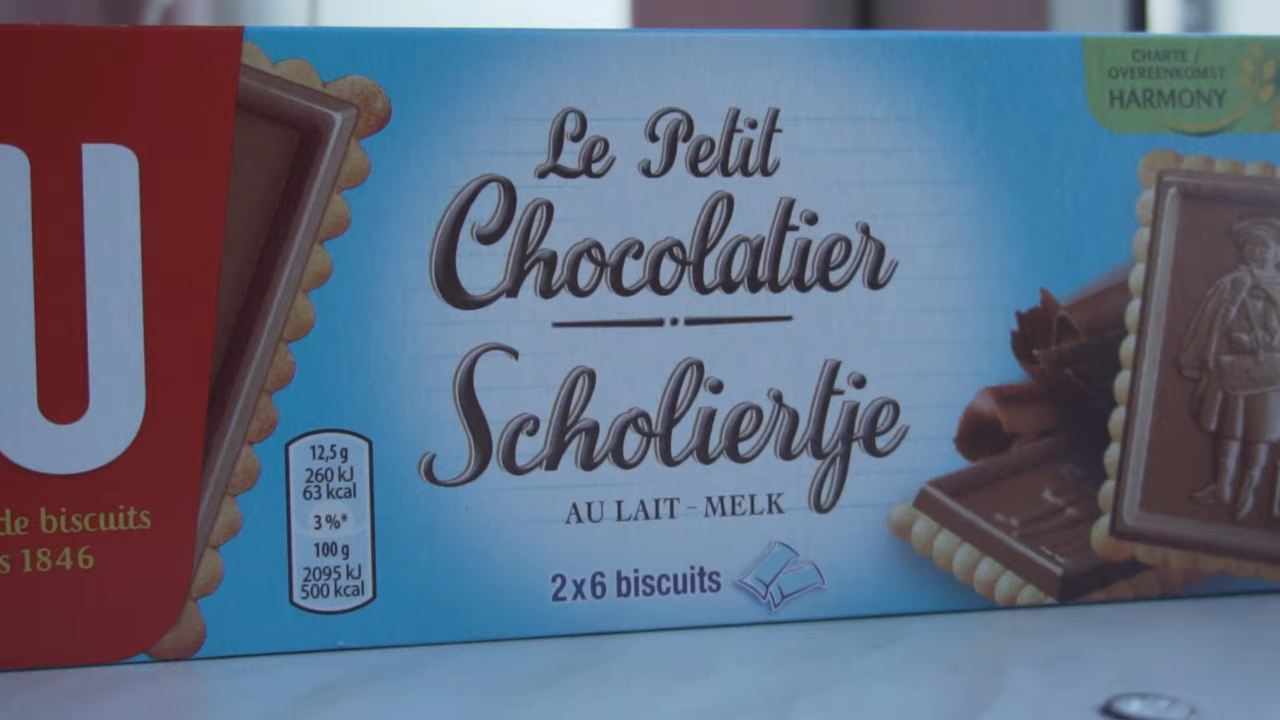 U
de biscuits
s 1846
12,5 g
260 kJ
63 kcal
3 %*
100 g
2095 kJ
500 kcal
Le Petit
Chocolatier
Scholiertje
AU LAIT - MELK
2x6 biscuits
CHARTE /
OVEREENKOMST
HARMONY